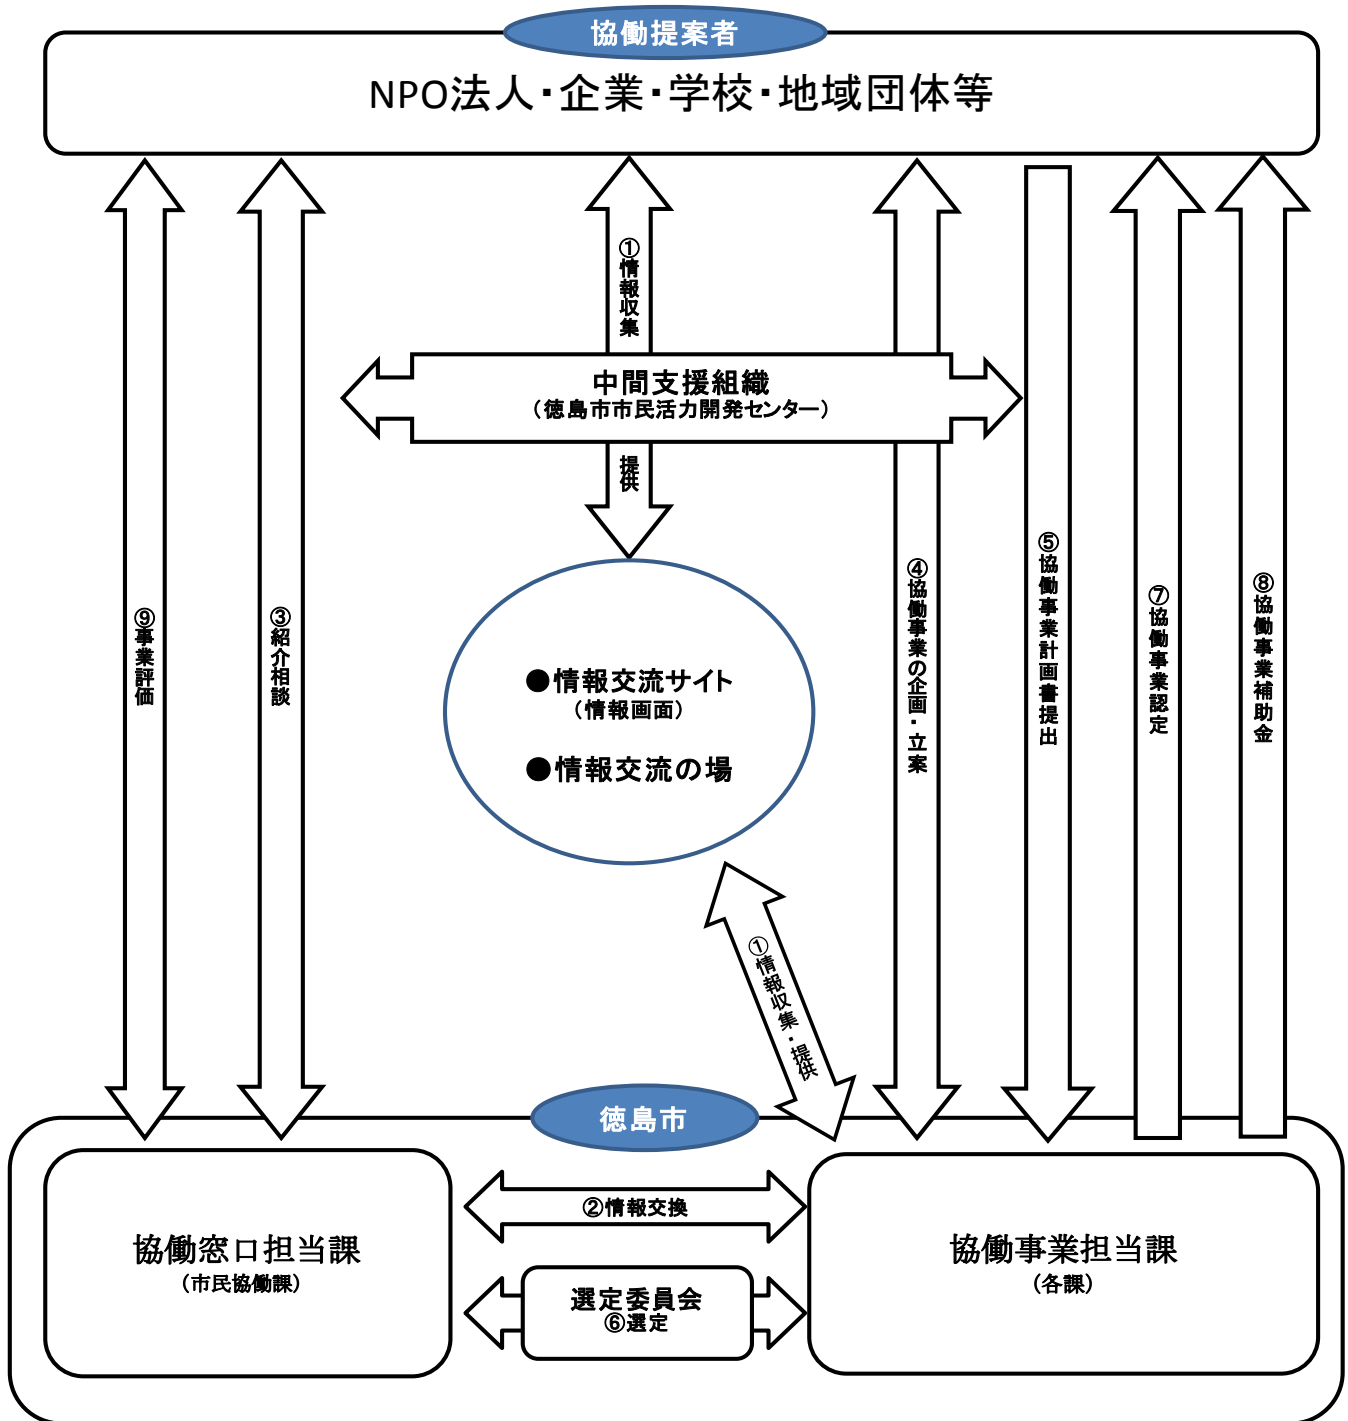 協働提案者
NPO法人・企業・学校・地域団体等
①情報収集
中間支援組織
（徳島市市民活力開発センター）
提供
⑨事業評価
③紹介相談
●情報交流サイト
（情報画面）
●情報交流の場
④協働事業の企画・立案
⑤協働事業計画書提出
⑦協働事業認定
⑧協働事業補助金
①情報収集・提供
徳島市
②情報交換
協働窓口担当課
（市民協働課）
選定委員会
⑥選定
協働事業担当課
（各課）